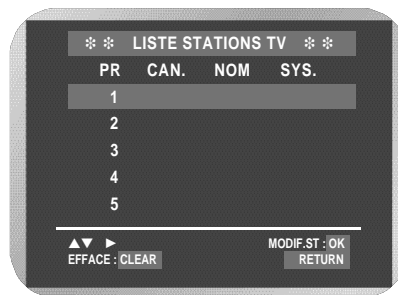 ❇ ❇ LISTE STATIONS TV ❇ ❇
PR CAN. NOM SYS.
1
2
3
4
5
▲▼ ► MODIF.ST : OK
EFFACE : CLEAR RETURN